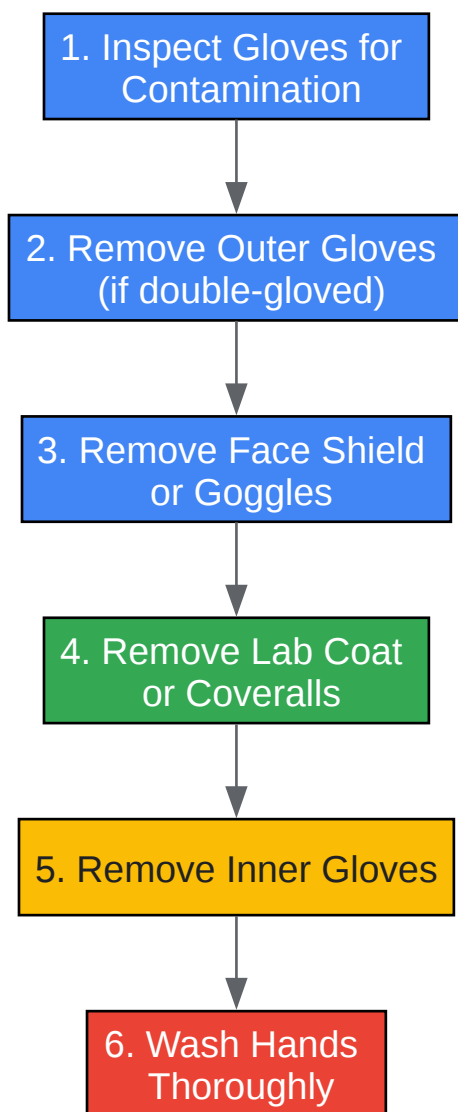 1. Inspect Gloves for
Contamination
2. Remove Outer Gloves
(if double-gloved)
3. Remove Face Shield
or Goggles
4. Remove Lab Coat
or Coveralls
5. Remove Inner Gloves
6. Wash Hands
Thoroughly